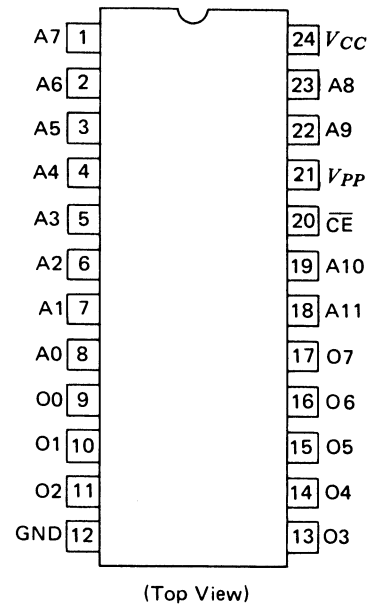 A7 1 24 VCC
A6 2 23 A8
A5 3 22 A9
A4 4 21 VPP
A3 5 20 C̅E̅
A2 6 19 A10
A1 7 18 A11
A0 8 17 O7
O0 9 16 O6
O1 10 15 O5
O2 11 14 O4
GND 12 13 O3
(Top View)